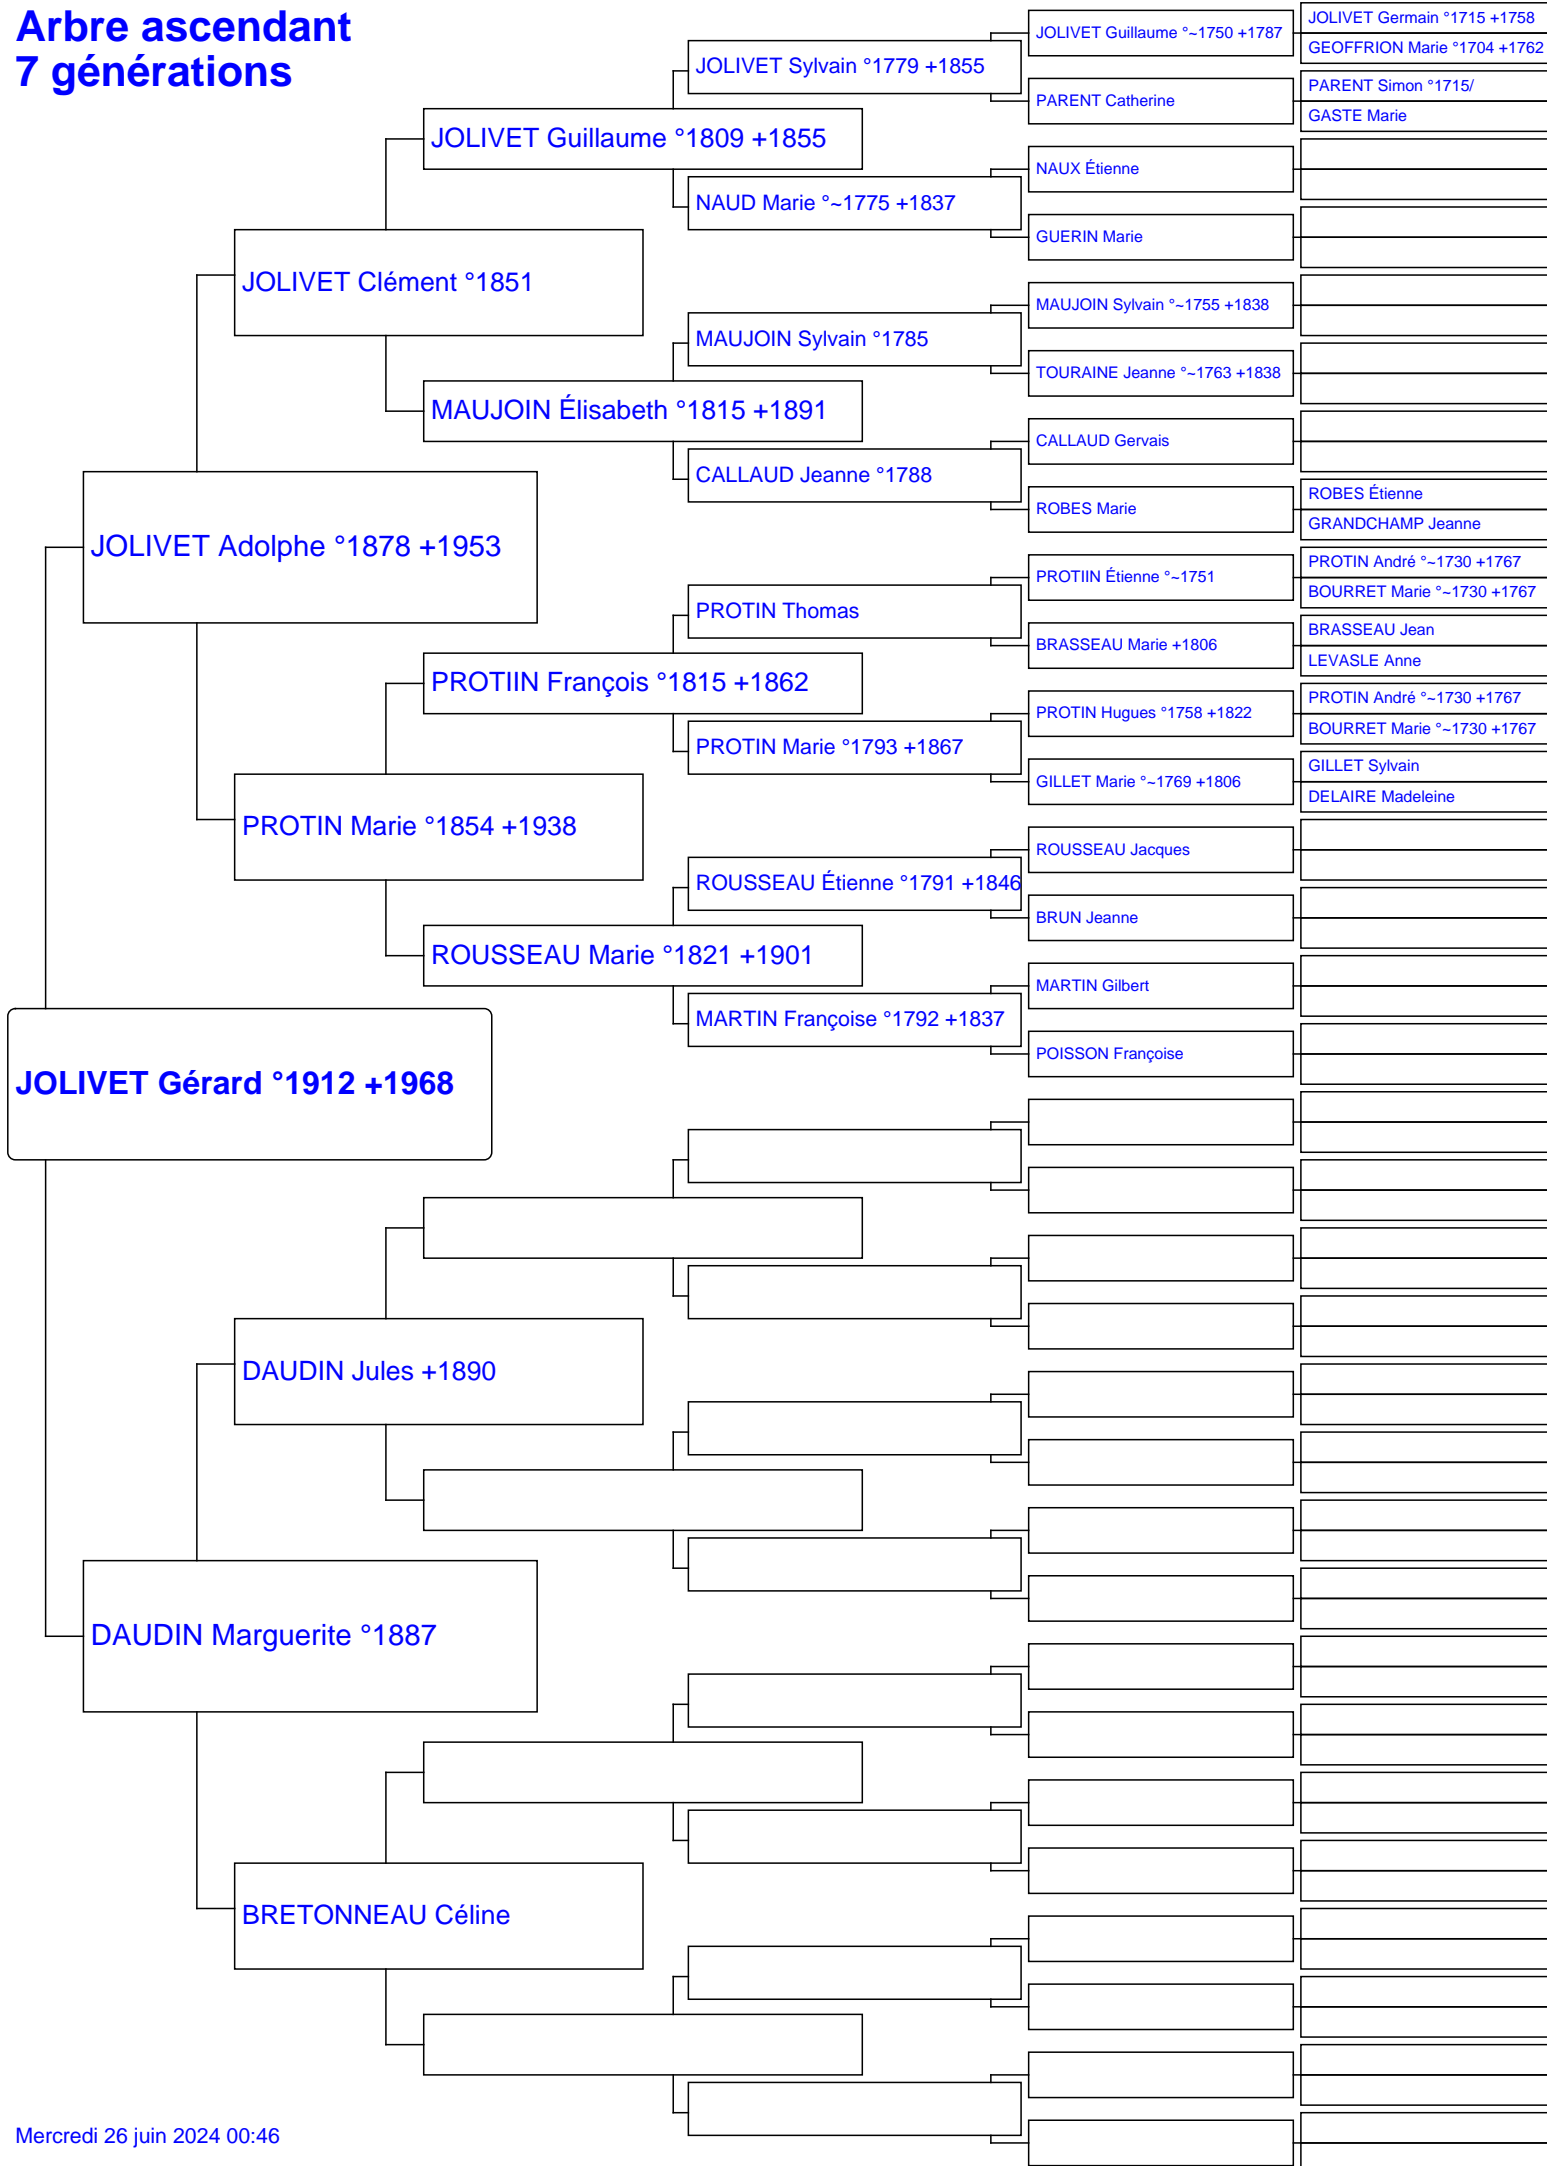 Arbre ascendant
7 générations
JOLIVET Gérard °1912 +1968
JOLIVET Adolphe °1878 +1953
DAUDIN Marguerite °1887
JOLIVET Clément °1851
PROTIN Marie °1854 +1938
DAUDIN Jules +1890
BRETONNEAU Céline
JOLIVET Guillaume °1809 +1855
MAUJOIN Élisabeth °1815 +1891
PROTIIN François °1815 +1862
ROUSSEAU Marie °1821 +1901
JOLIVET Sylvain °1779 +1855
NAUD Marie °~1775 +1837
MAUJOIN Sylvain °1785
CALLAUD Jeanne °1788
PROTIN Thomas
PROTIN Marie °1793 +1867
ROUSSEAU Étienne °1791 +1846
MARTIN Françoise °1792 +1837
JOLIVET Guillaume °~1750 +1787
PARENT Catherine
NAUX Étienne
GUERIN Marie
MAUJOIN Sylvain °~1755 +1838
TOURAINE Jeanne °~1763 +1838
CALLAUD Gervais
ROBES Marie
PROTIIN Étienne °~1751
BRASSEAU Marie +1806
PROTIN Hugues °1758 +1822
GILLET Marie °~1769 +1806
ROUSSEAU Jacques
BRUN Jeanne
MARTIN Gilbert
POISSON Françoise
JOLIVET Germain °1715 +1758
GEOFFRION Marie °1704 +1762
PARENT Simon °1715/
GASTE Marie
ROBES Étienne
GRANDCHAMP Jeanne
PROTIN André °~1730 +1767
BOURRET Marie °~1730 +1767
BRASSEAU Jean
LEVASLE Anne
PROTIN André °~1730 +1767
BOURRET Marie °~1730 +1767
GILLET Sylvain
DELAIRE Madeleine
Mercredi 26 juin 2024 00:46